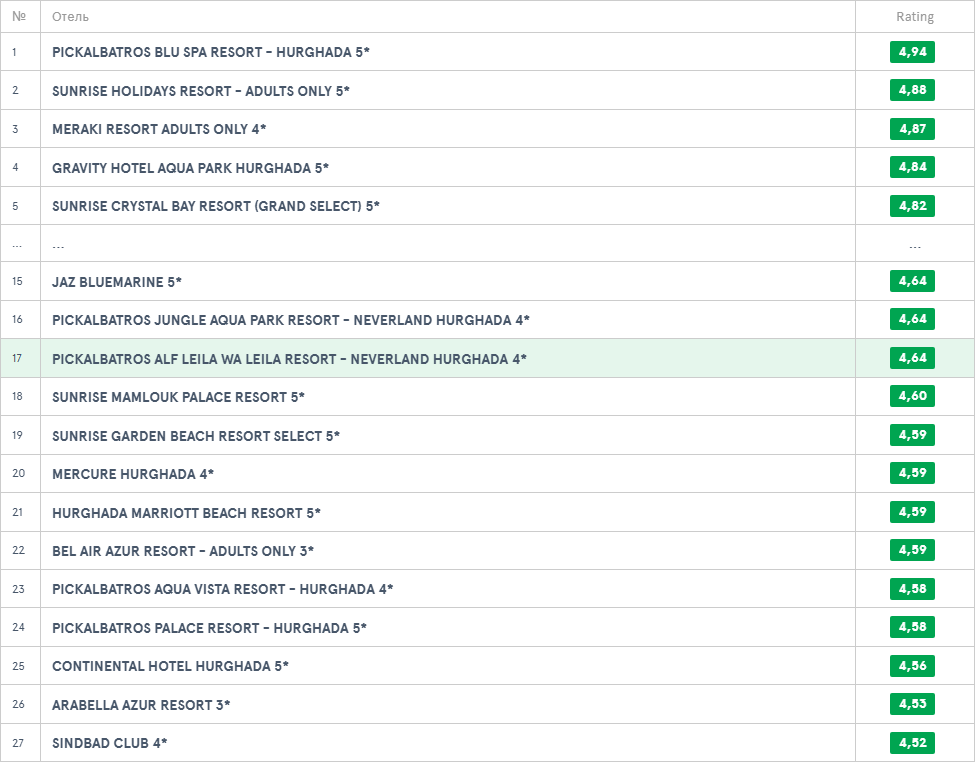 № Отель Rating
1 PICKALBATROS BLU SPA RESORT – HURGHADA 5* 4,94
2 SUNRISE HOLIDAYS RESORT – ADULTS ONLY 5* 4,88
3 MERAKI RESORT ADULTS ONLY 4* 4,87
4 GRAVITY HOTEL AQUA PARK HURGHADA 5* 4,84
5 SUNRISE CRYSTAL BAY RESORT (GRAND SELECT) 5* 4,82
... ... ...
15 JAZ BLUEMARINE 5* 4,64
16 PICKALBATROS JUNGLE AQUA PARK RESORT – NEVERLAND HURGHADA 4* 4,64
17 PICKALBATROS ALF LEILA WA LEILA RESORT – NEVERLAND HURGHADA 4* 4,64
18 SUNRISE MAMLOUK PALACE RESORT 5* 4,60
19 SUNRISE GARDEN BEACH RESORT SELECT 5* 4,59
20 MERCURE HURGHADA 4* 4,59
21 HURGHADA MARRIOTT BEACH RESORT 5* 4,59
22 BEL AIR AZUR RESORT – ADULTS ONLY 3* 4,59
23 PICKALBATROS AQUA VISTA RESORT – HURGHADA 4* 4,58
24 PICKALBATROS PALACE RESORT – HURGHADA 5* 4,58
25 CONTINENTAL HOTEL HURGHADA 5* 4,56
26 ARABELLA AZUR RESORT 3* 4,53
27 SINDBAD CLUB 4* 4,52